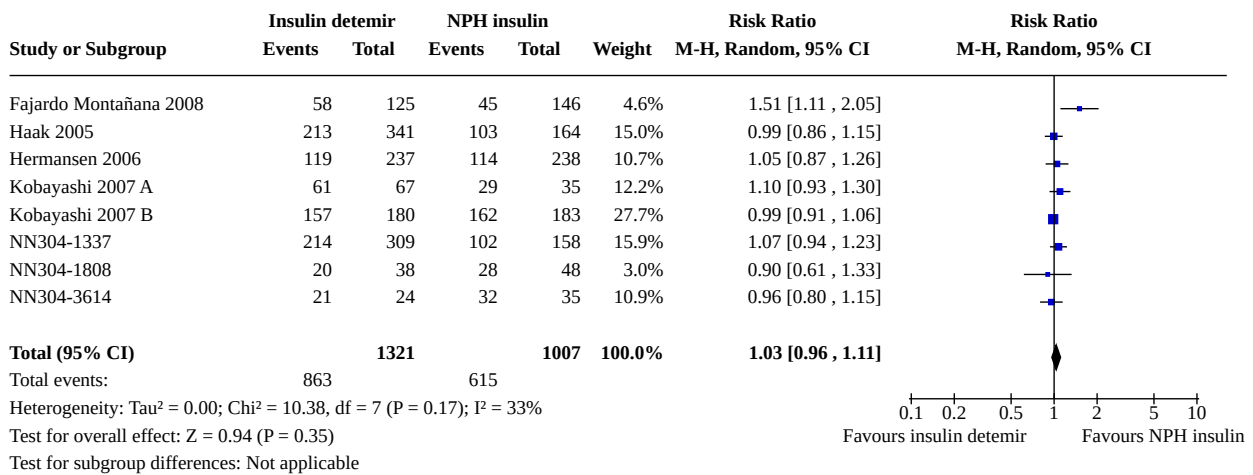 Insulin detemir NPH insulin Risk Ratio Risk Ratio
Study or Subgroup Events Total Events Total Weight M-H, Random, 95% CI M-H, Random, 95% CI
Fajardo Montañana 2008 58 125 45 146 4.6% 1.51 [1.11 , 2.05]
Haak 2005 213 341 103 164 15.0% 0.99 [0.86 , 1.15]
Hermansen 2006 119 237 114 238 10.7% 1.05 [0.87 , 1.26]
Kobayashi 2007 A 61 67 29 35 12.2% 1.10 [0.93 , 1.30]
Kobayashi 2007 B 157 180 162 183 27.7% 0.99 [0.91 , 1.06]
NN304-1337 214 309 102 158 15.9% 1.07 [0.94 , 1.23]
NN304-1808 20 38 28 48 3.0% 0.90 [0.61 , 1.33]
NN304-3614 21 24 32 35 10.9% 0.96 [0.80 , 1.15]
Total (95% CI) 1321 1007 100.0% 1.03 [0.96 , 1.11]
Total events: 863 615
Heterogeneity: Tau² = 0.00; Chi² = 10.38, df = 7 (P = 0.17); I² = 33%
0.1 0.2 0.5 1 2 5 10
Test for overall effect: Z = 0.94 (P = 0.35)
Favours insulin detemir Favours NPH insulin
Test for subgroup differences: Not applicable